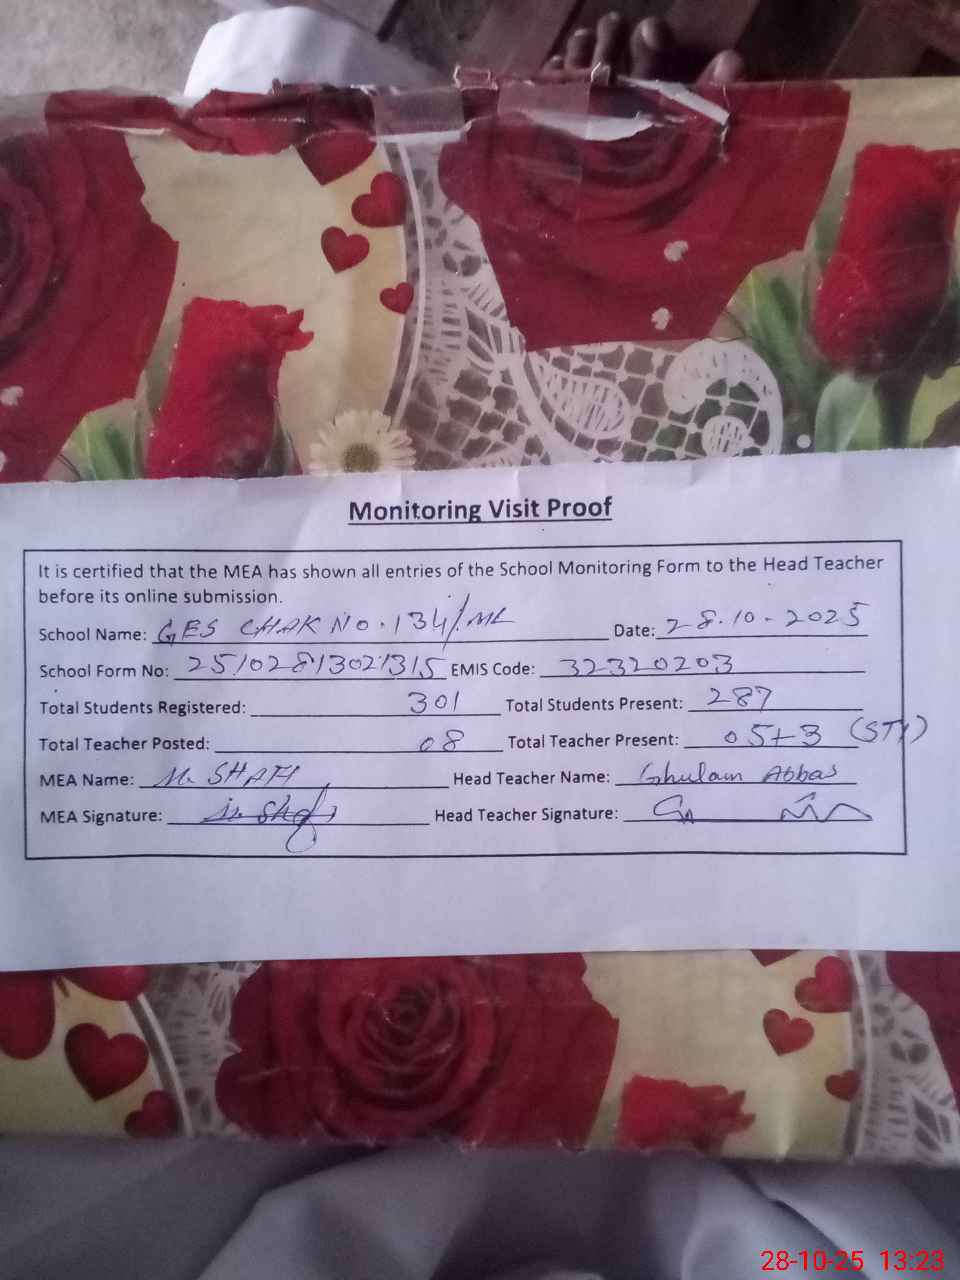 Monitoring Visit Proof
It is certified that the MEA has shown all entries of the School Monitoring Form to the Head Teacher
before its online submission.
School Name: GES CHAK NO. 134/ML Date: 28.10.2025
School Form No: 25102813021315 EMIS Code: 32320203
Total Students Registered: 301 Total Students Present: 287
Total Teacher Posted: 08 Total Teacher Present: 05+3 (STI)
MEA Name: M. SHAFI Head Teacher Name: Ghulam Abbas
MEA Signature: M. Shafi Head Teacher Signature:
28-10-25 13:23